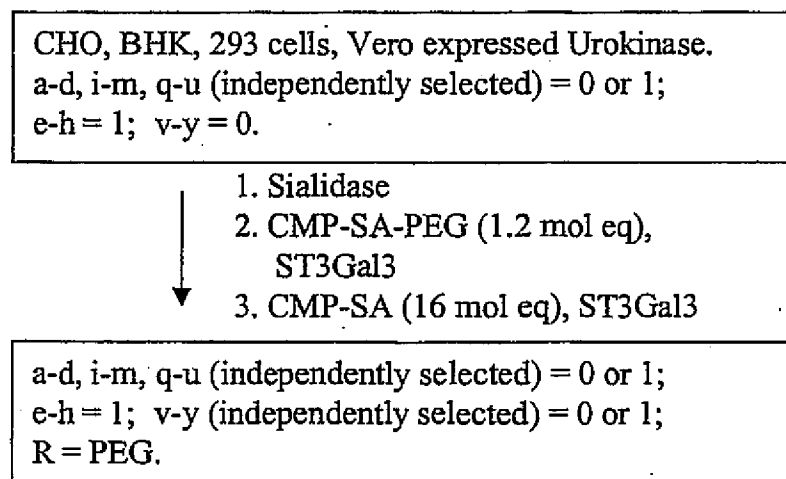 CHO, BHK, 293 cells, Vero expressed Urokinase.
a-d, i-m, q-u (independently selected) = 0 or 1;
e-h = 1; v-y = 0.
1. Sialidase
2. CMP-SA-PEG (1.2 mol eq),
ST3Gal3
3. CMP-SA (16 mol eq), ST3Gal3
a-d, i-m, q-u (independently selected) = 0 or 1;
e-h = 1; v-y (independently selected) = 0 or 1;
R = PEG.